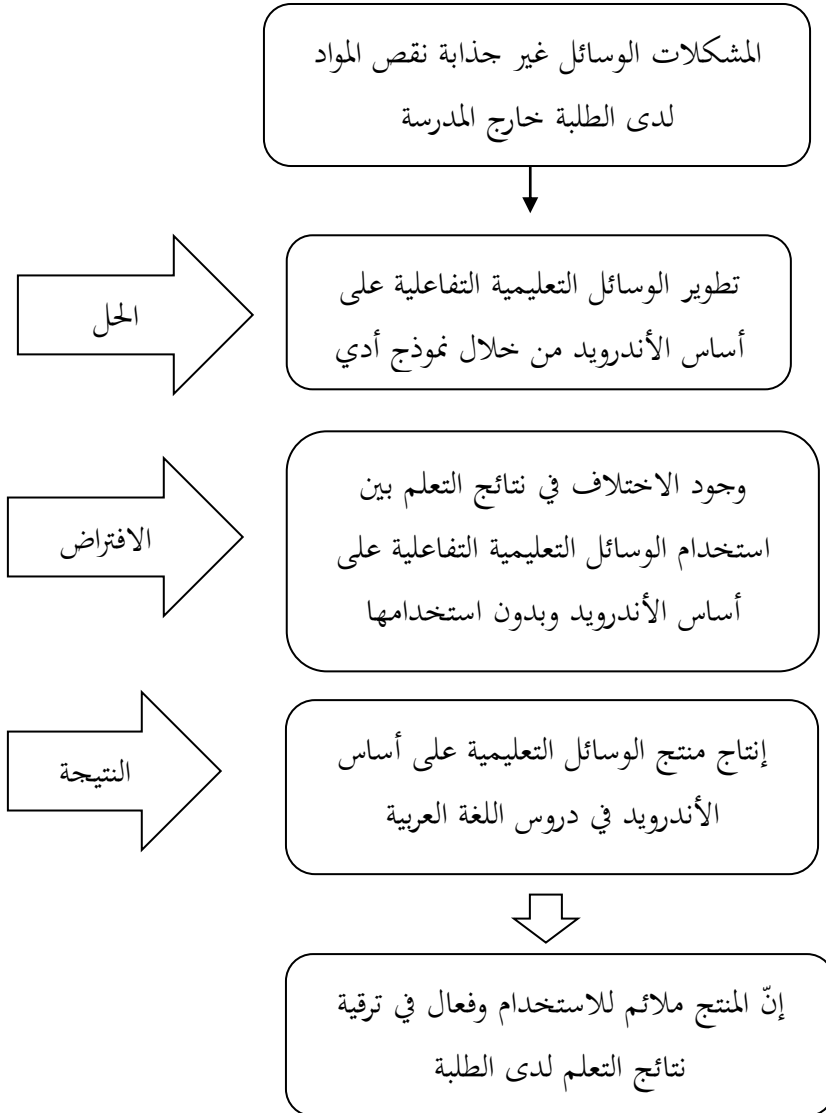 المشكلات الوسائل غير جذابة نقص المواد
لدى الطلبة خارج المدرسة
الحل
تطوير الوسائل التعليمية التفاعلية على
أساس الأندرويد من خلال نموذج أدي
الافتراض
وجود الاختلاف في نتائج التعلم بين
استخدام الوسائل التعليمية التفاعلية على
أساس الأندرويد وبدون استخدامها
النتيجة
إنتاج منتج الوسائل التعليمية على أساس
الأندرويد في دروس اللغة العربية
إنّ المنتج ملائم للاستخدام وفعال في ترقية
نتائج التعلم لدى الطلبة